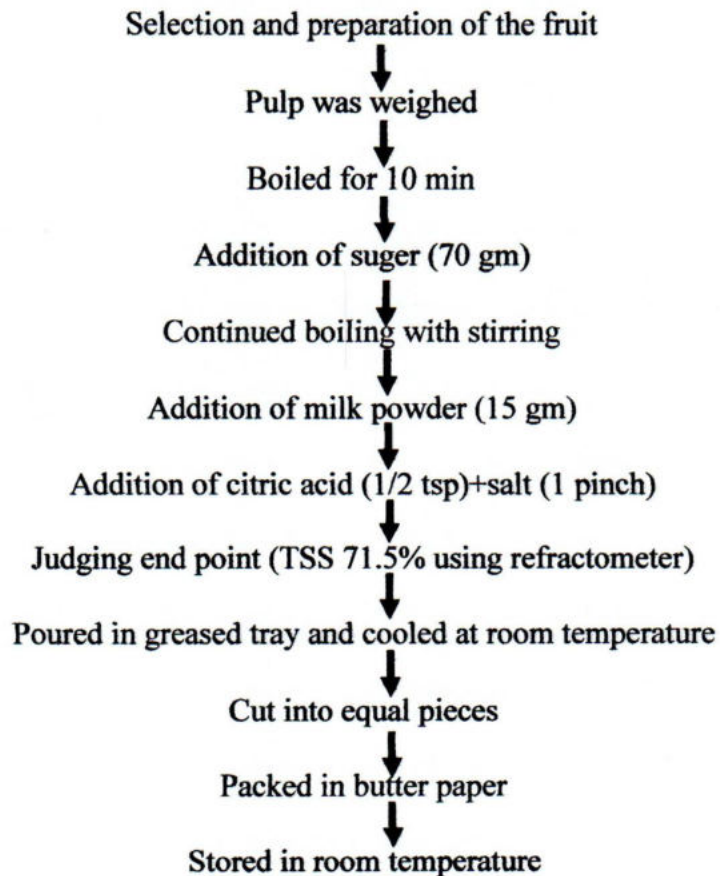 Selection and preparation of the fruit
Pulp was weighed
Boiled for 10 min
Addition of suger (70 gm)
Continued boiling with stirring
Addition of milk powder (15 gm)
Addition of citric acid (1/2 tsp)+salt (1 pinch)
Judging end point (TSS 71.5% using refractometer)
Poured in greased tray and cooled at room temperature
Cut into equal pieces
Packed in butter paper
Stored in room temperature